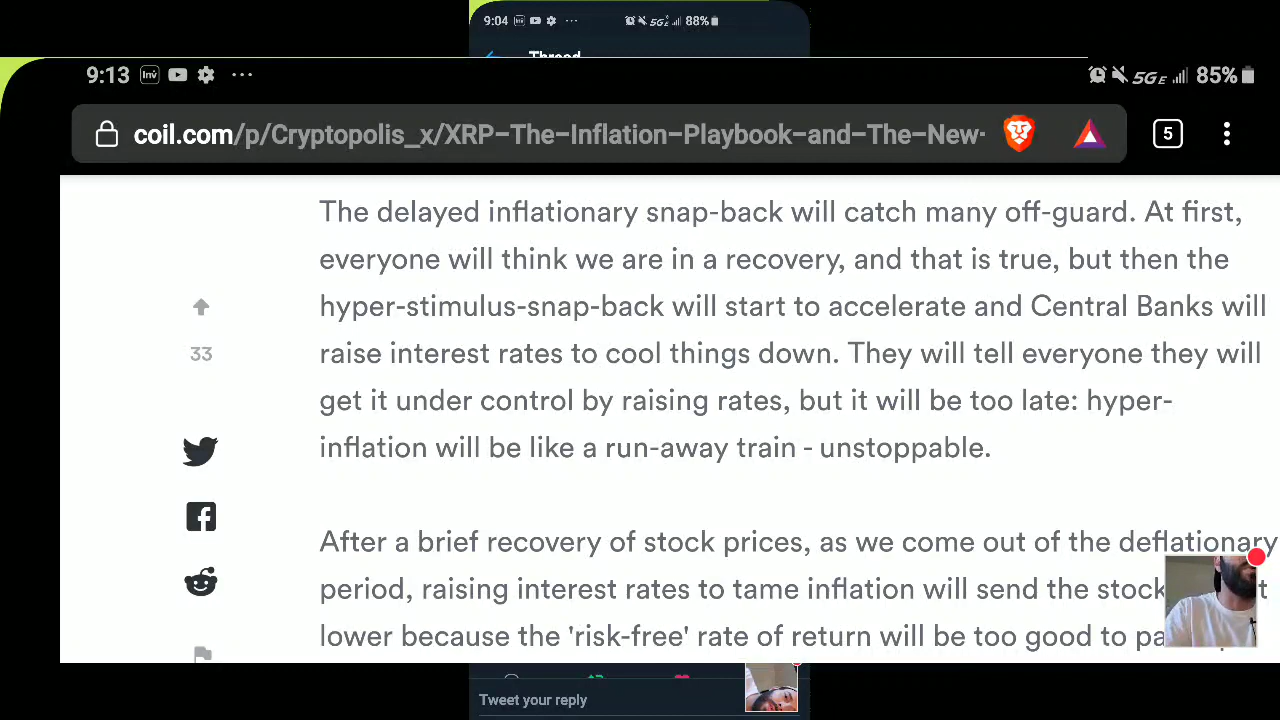 9:04
88%
Thread
9:13
5GE
85%
coil.com/p/Cryptopolis_x/XRP-The-Inflation-Playbook-and-The-New-
5
The delayed inflationary snap-back will catch many off-guard. At first,
everyone will think we are in a recovery, and that is true, but then the
hyper-stimulus-snap-back will start to accelerate and Central Banks will
raise interest rates to cool things down. They will tell everyone they will
get it under control by raising rates, but it will be too late: hyper-
inflation will be like a run-away train - unstoppable.
33
After a brief recovery of stock prices, as we come out of the deflationary
period, raising interest rates to tame inflation will send the stock
lower because the 'risk-free' rate of return will be too good to
Tweet your reply